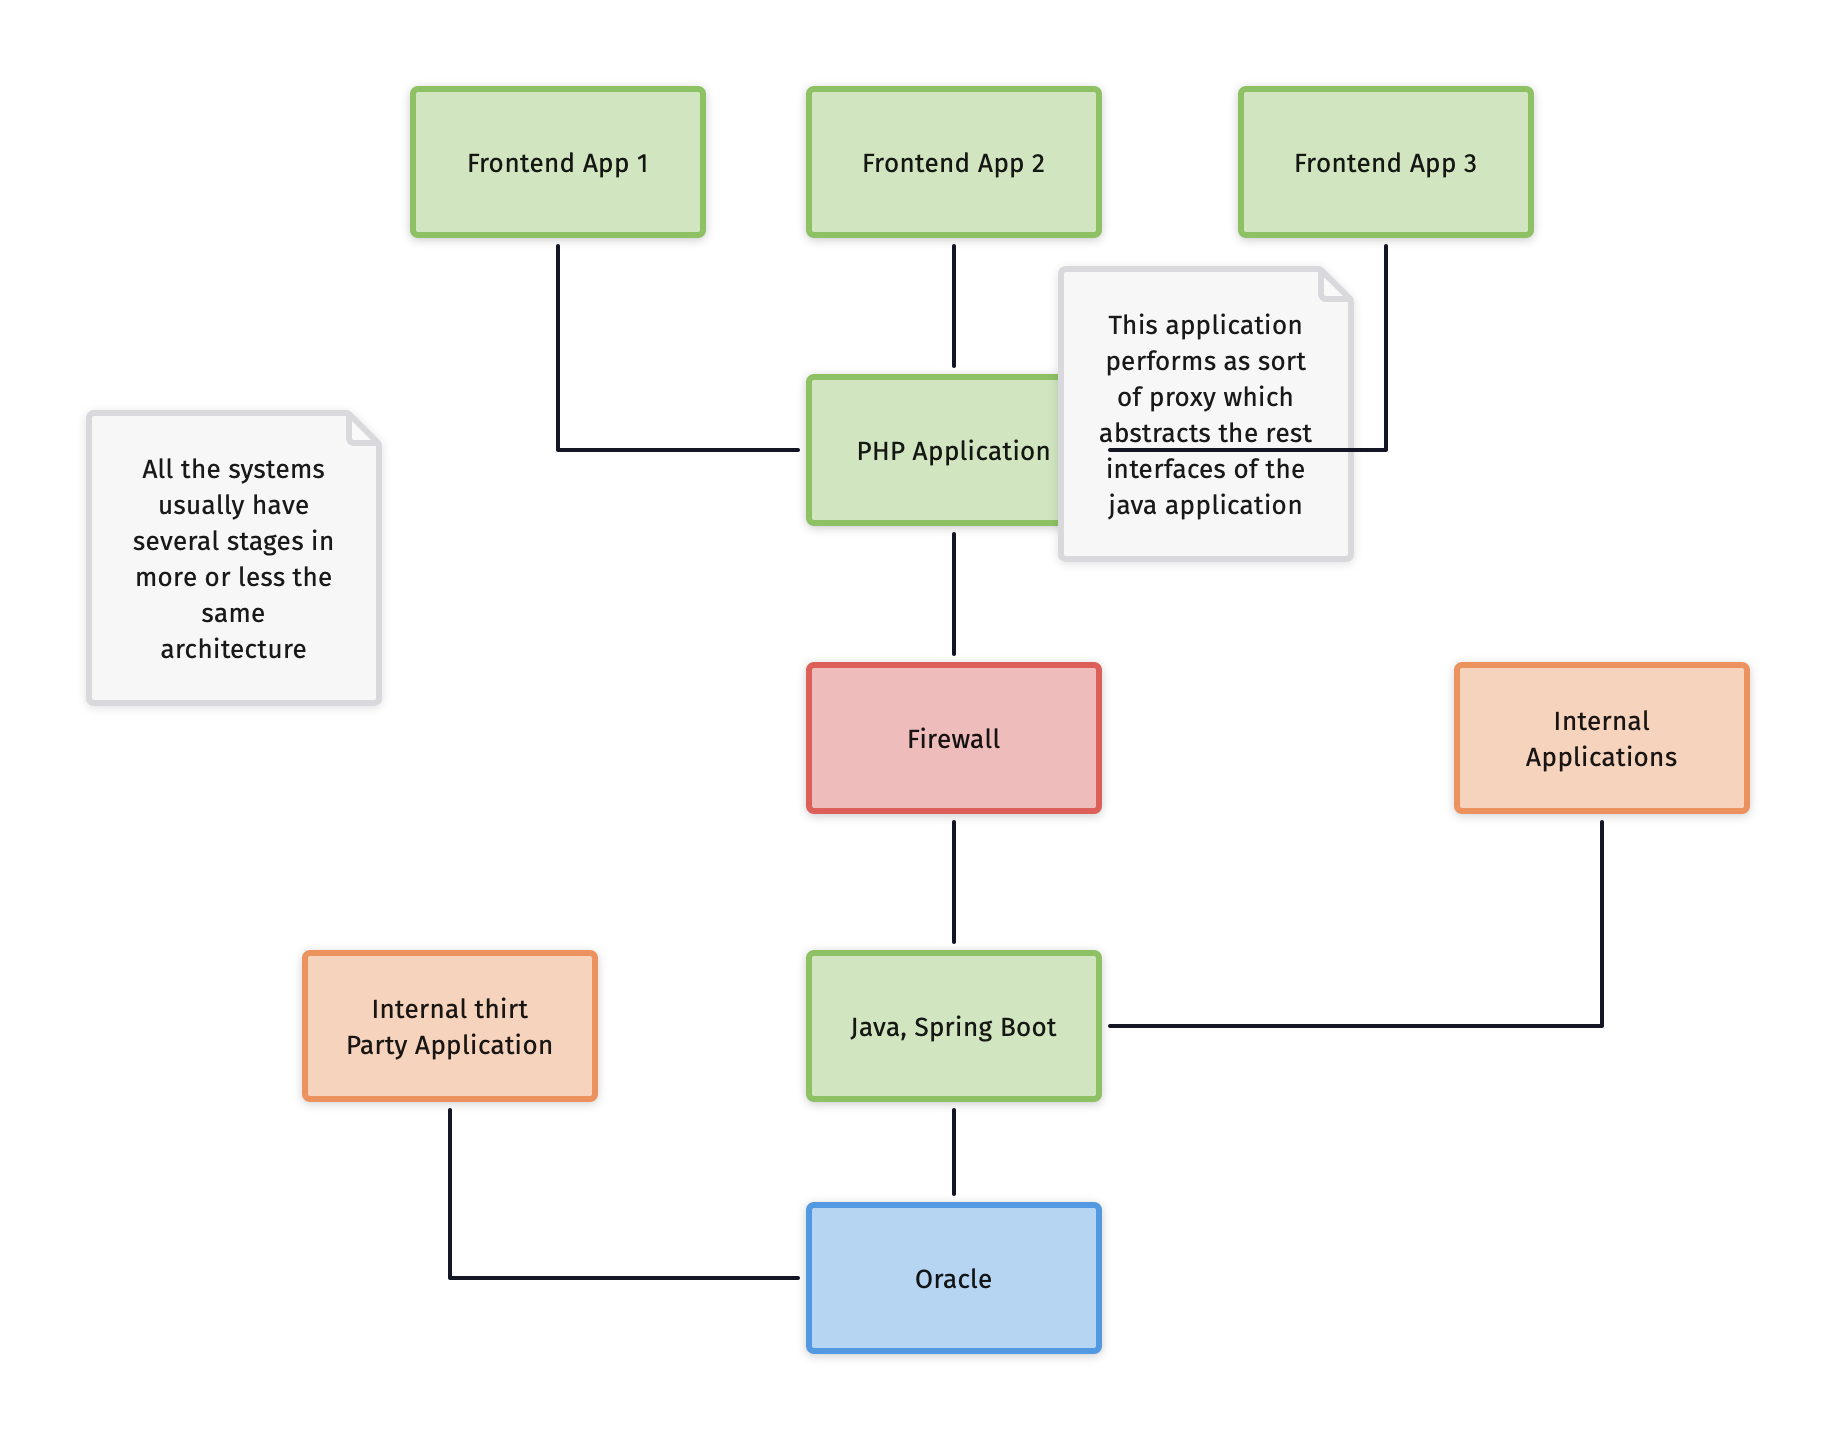 Frontend App 1
Frontend App 2
Frontend App 3
This application
performs as sort
of proxy which
abstracts the rest
interfaces of the
java application
PHP Application
All the systems
usually have
several stages in
more or less the
same
architecture
Firewall
Internal
Applications
Internal thirt
Party Application
Java, Spring Boot
Oracle